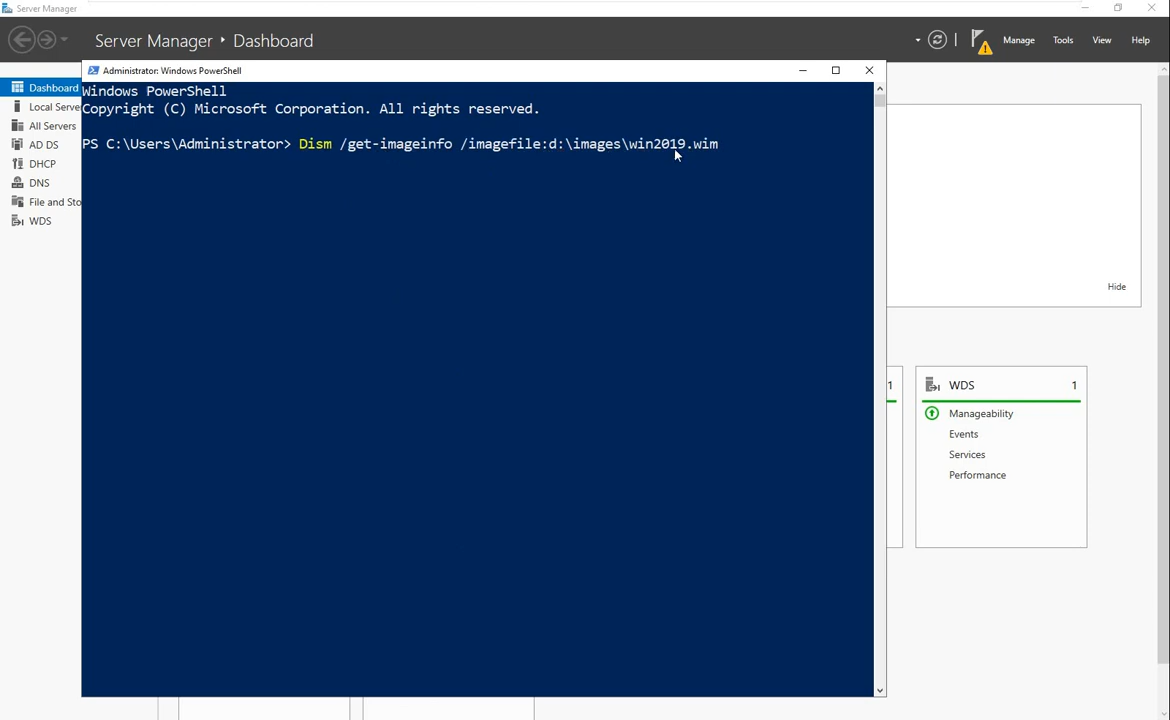 Server Manager
Server Manager ‣ Dashboard
Manage
Tools
View
Help
Dashboard
Local Serve
All Servers
AD DS
DHCP
DNS
File and Sto
WDS
Administrator: Windows PowerShell
Windows PowerShell
Copyright (C) Microsoft Corporation. All rights reserved.
PS C:\Users\Administrator> Dism /get-imageinfo /imagefile:d:\images\win2019.wim
Hide
1
WDS 1
Manageability
Events
Services
Performance